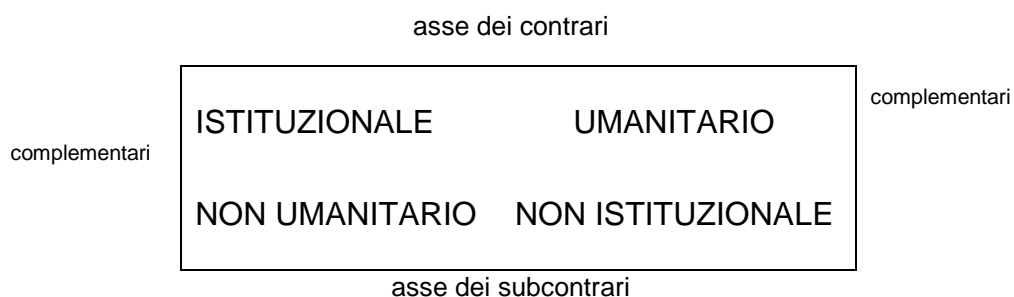 asse dei contrari
complementari
ISTITUZIONALE UMANITARIO
complementari
NON UMANITARIO NON ISTITUZIONALE
asse dei subcontrari